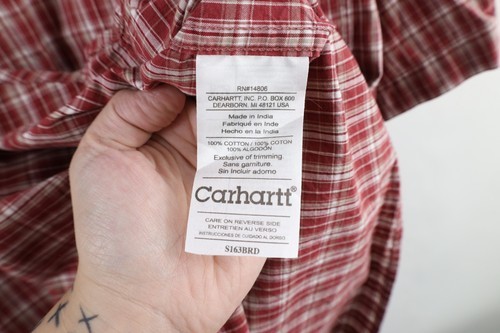 RN#14806
CARHARTT, INC. P.O. BOX 600
DEARBORN, MI 48121 USA
Made in India
Fabriqué en Inde
Hecho en la India
100% COTTON / 100% COTON
100% ALGODÓN
Exclusive of trimming
Sans garniture.
Sin Incluir adorno
Carhartt®
CARE ON REVERSE SIDE
ENTRETIEN AU VERSO
INSTRUCCIONES DE CUIDADO AL DORSO
S163BRD